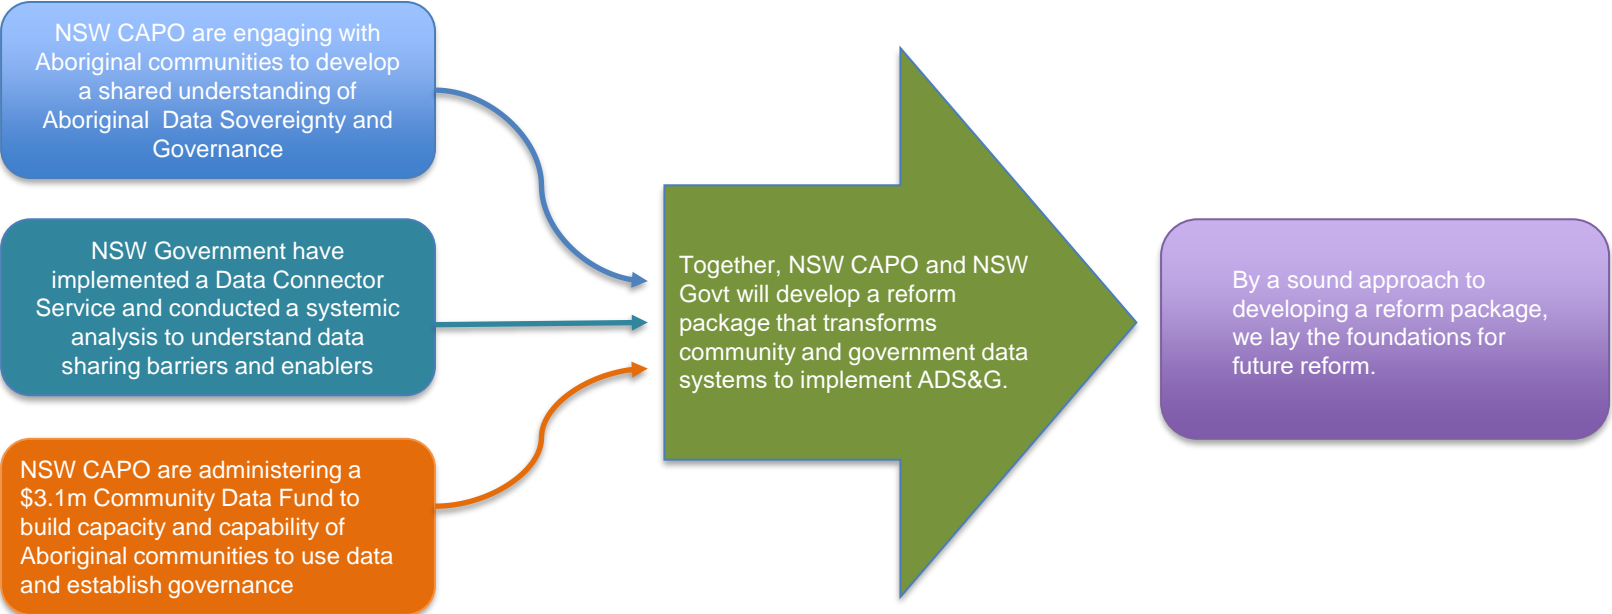 NSW CAPO are engaging with
Aboriginal communities to develop
a shared understanding of
Aboriginal  Data Sovereignty and
Governance
NSW Government have
implemented a Data Connector
Service and conducted a systemic
analysis to understand data
sharing barriers and enablers
NSW CAPO are administering a
$3.1m Community Data Fund to
build capacity and capability of
Aboriginal communities to use data
and establish governance
Together, NSW CAPO and NSW
Govt will develop a reform
package that transforms
community and government data
systems to implement ADS&G.
By a sound approach to
developing a reform package,
we lay the foundations for
future reform.